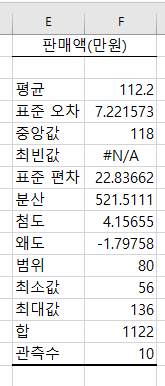 E F
판매액(만원)
평균 112.2
표준 오차 7.221573
중앙값 118
최빈값 #N/A
표준 편차 22.83662
분산 521.5111
첨도 4.15655
왜도 -1.79758
범위 80
최소값 56
최대값 136
합 1122
관측수 10